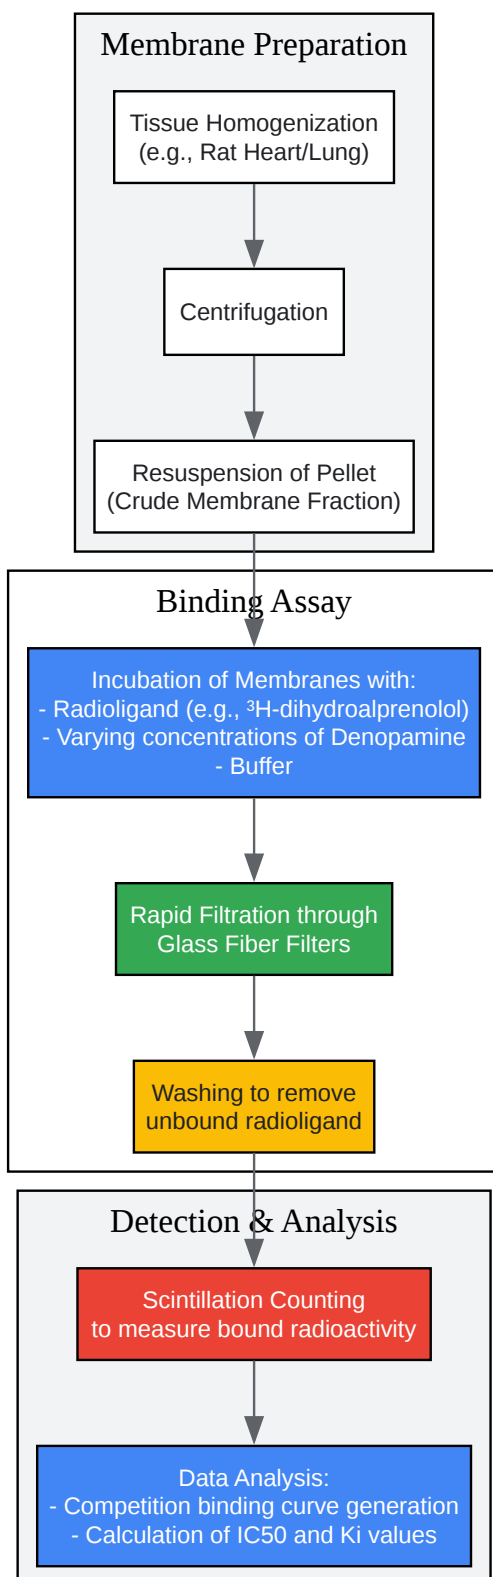 Membrane Preparation
Tissue Homogenization
(e.g., Rat Heart/Lung)
Centrifugation
Resuspension of Pellet
(Crude Membrane Fraction)
Binding Assay
Incubation of Membranes with:
- Radioligand (e.g., ³H-dihydroalprenolol)
- Varying concentrations of Denopamine
- Buffer
Rapid Filtration through
Glass Fiber Filters
Washing to remove
unbound radioligand
Detection & Analysis
Scintillation Counting
to measure bound radioactivity
Data Analysis:
- Competition binding curve generation
- Calculation of IC50 and Ki values